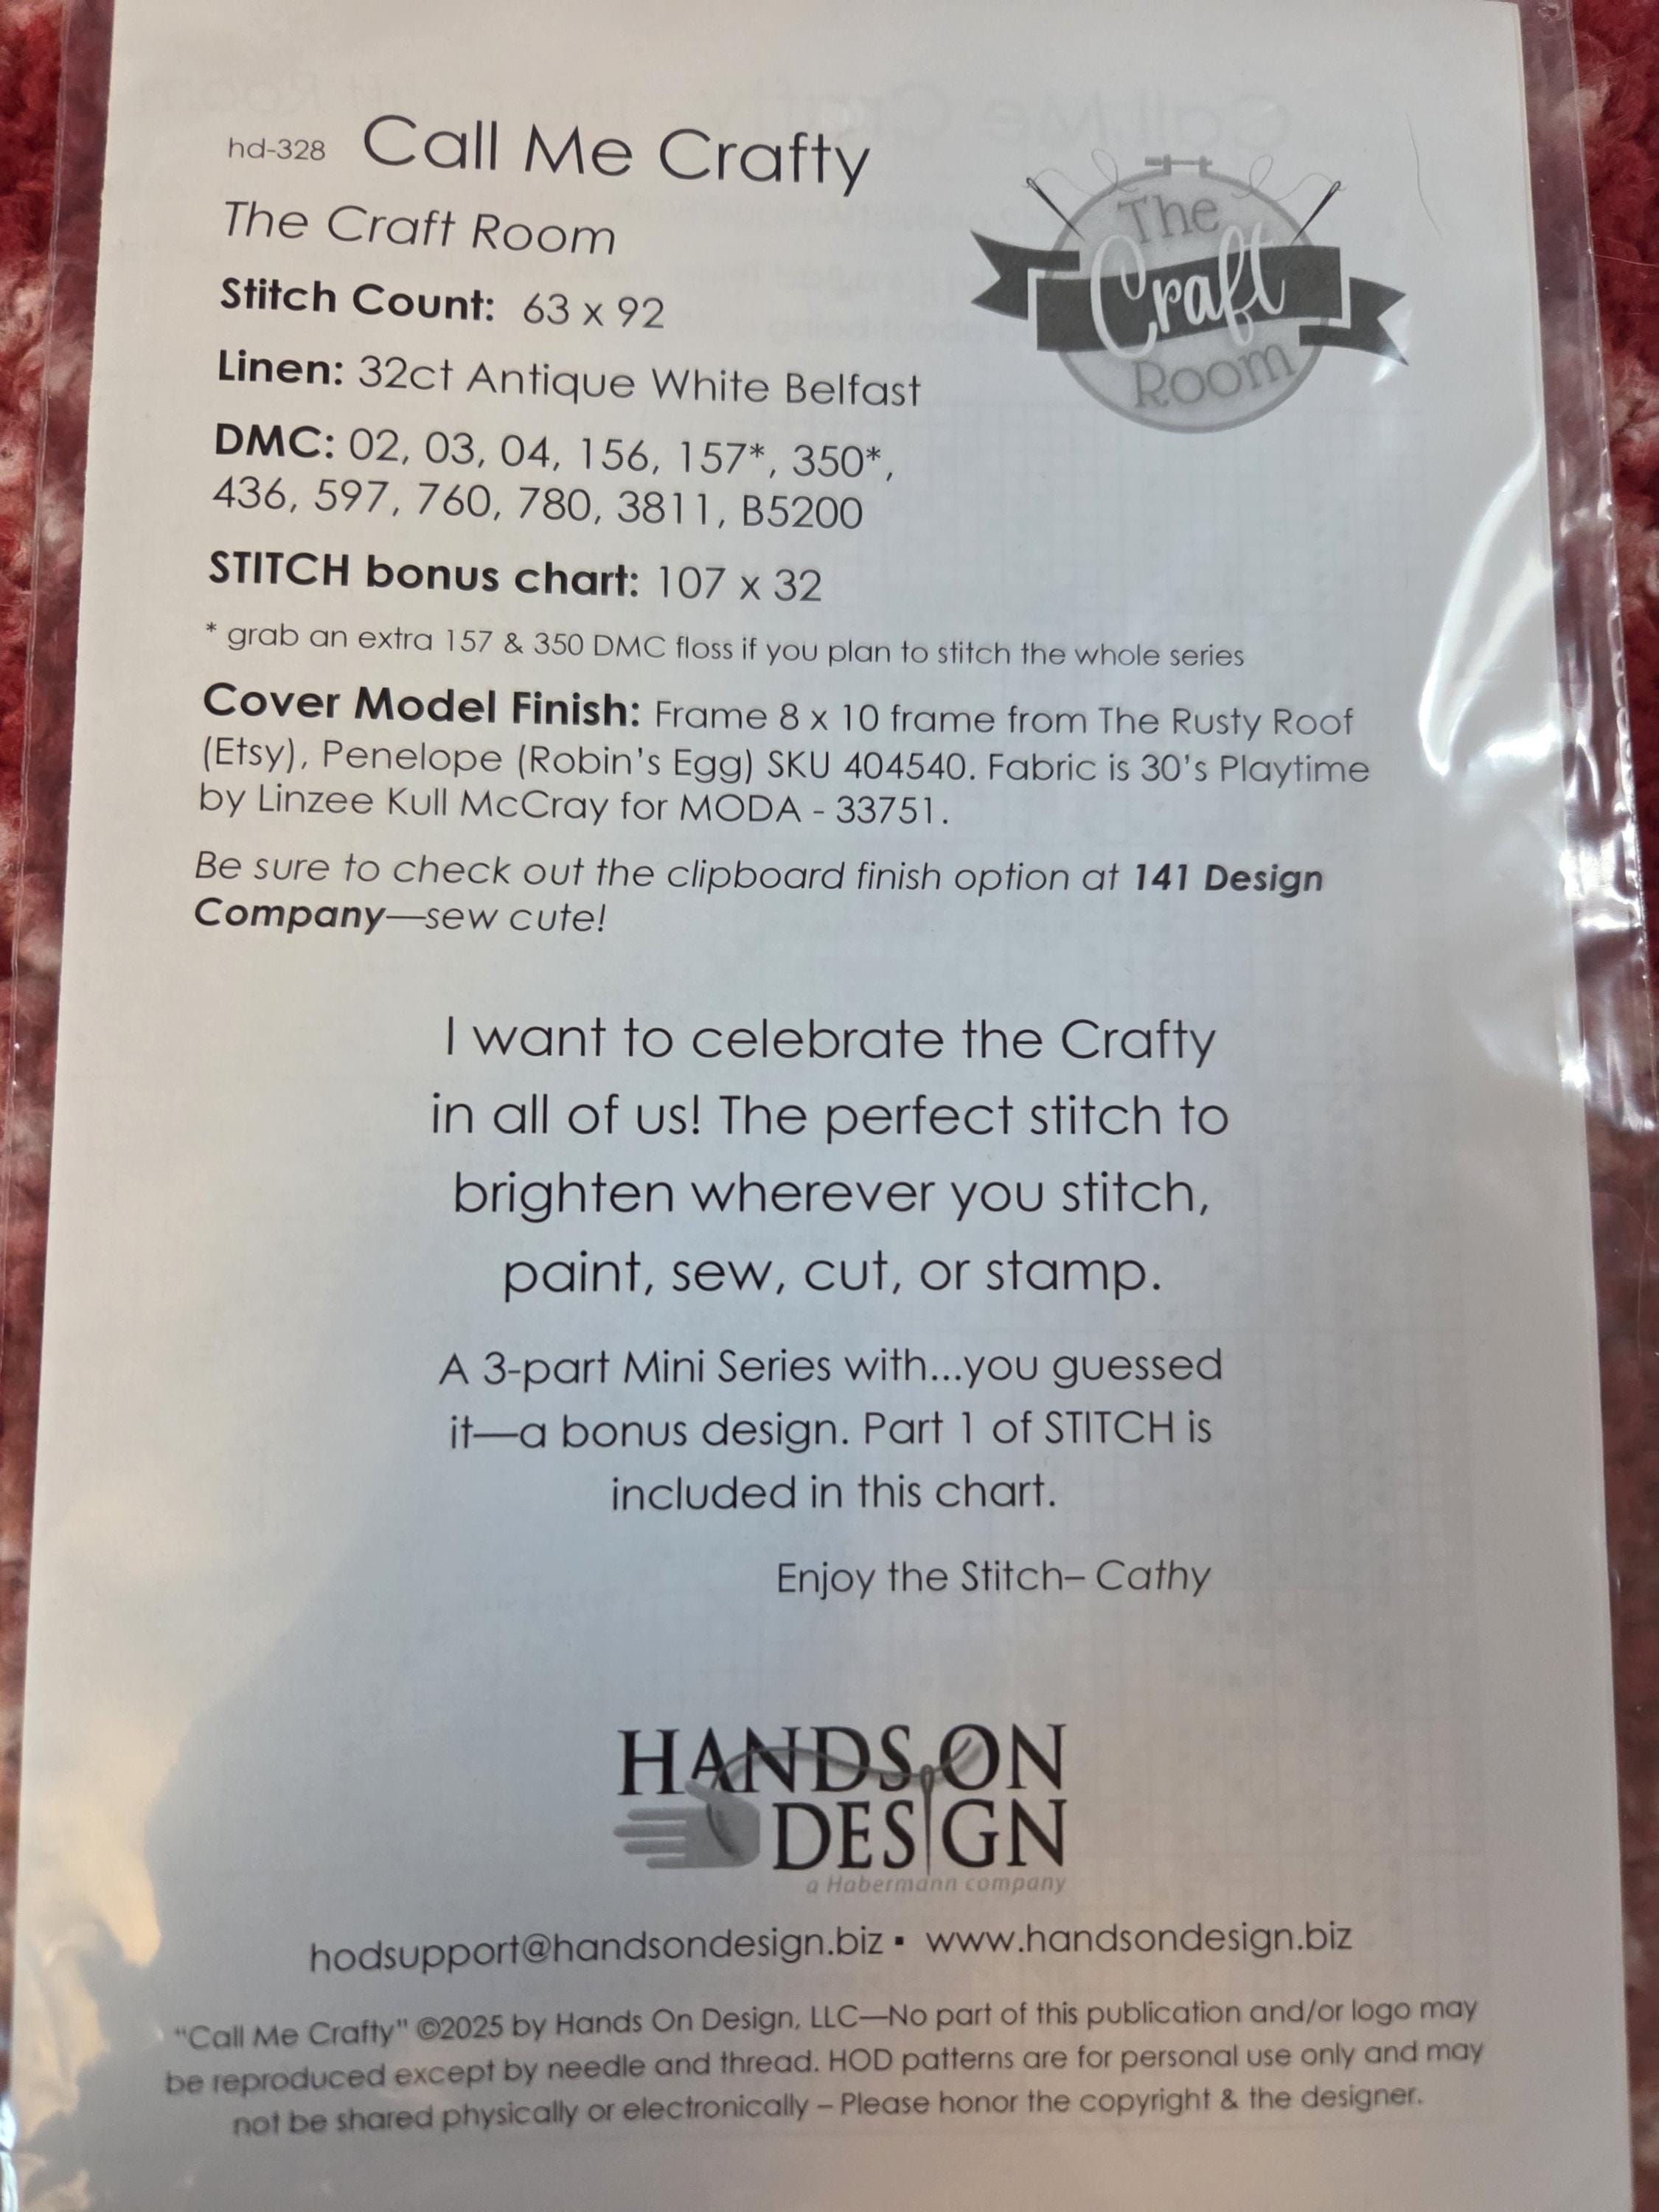 hd-328 Call Me Crafty
The Craft Room
Stitch Count: 63 x 92
Linen: 32ct Antique White Belfast
DMC: 02, 03, 04, 156, 157*, 350*,
436, 597, 760, 780, 3811, B5200
STITCH bonus chart: 107 x 32
* grab an extra 157 & 350 DMC floss if you plan to stitch the whole series
The
Craft
Room
Cover Model Finish: Frame 8 x 10 frame from The Rusty Roof
(Etsy), Penelope (Robin's Egg) SKU 404540. Fabric is 30's Playtime
by Linzee Kull McCray for MODA - 33751.
Be sure to check out the clipboard finish option at 141 Design
Company—sew cute!
I want to celebrate the Crafty
in all of us! The perfect stitch to
brighten wherever you stitch,
paint, sew, cut, or stamp.
A 3-part Mini Series with...you guessed
it—a bonus design. Part 1 of STITCH is
included in this chart.
Enjoy the Stitch– Cathy
HANDS ON
DESIGN
a Habermann company
hodsupport@handsondesign.biz ▪ www.handsondesign.biz
"Call Me Crafty" ©2025 by Hands On Design, LLC—No part of this publication and/or logo may
be reproduced except by needle and thread. HOD patterns are for personal use only and may
not be shared physically or electronically – Please honor the copyright & the designer.